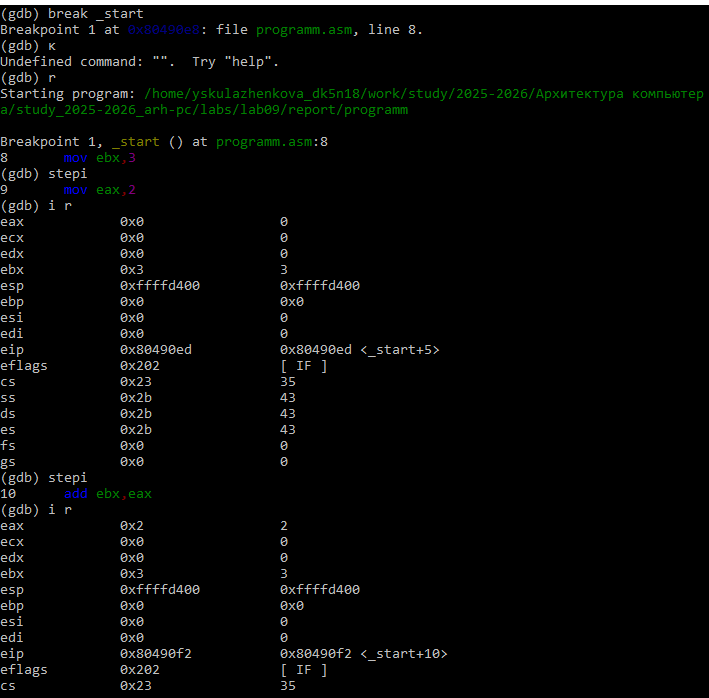 (gdb) break _start
Breakpoint 1 at 0x80490e8: file programm.asm, line 8.
(gdb) к
Undefined command: "".  Try "help".
(gdb) r
Starting program: /home/yskulazhenkova_dk5n18/work/study/2025-2026/Архитектура компьютер
а/study_2025-2026_arh-pc/labs/lab09/report/programm
Breakpoint 1, _start () at programm.asm:8
8       mov ebx,3
(gdb) stepi
9       mov eax,2
(gdb) i r
eax            0x0                 0
ecx            0x0                 0
edx            0x0                 0
ebx            0x3                 3
esp            0xffffd400          0xffffd400
ebp            0x0                 0x0
esi            0x0                 0
edi            0x0                 0
eip            0x80490ed           0x80490ed <_start+5>
eflags         0x202               [ IF ]
cs             0x23                35
ss             0x2b                43
ds             0x2b                43
es             0x2b                43
fs             0x0                 0
gs             0x0                 0
(gdb) stepi
10      add ebx,eax
(gdb) i r
eax            0x2                 2
ecx            0x0                 0
edx            0x0                 0
ebx            0x3                 3
esp            0xffffd400          0xffffd400
ebp            0x0                 0x0
esi            0x0                 0
edi            0x0                 0
eip            0x80490f2           0x80490f2 <_start+10>
eflags         0x202               [ IF ]
cs             0x23                35